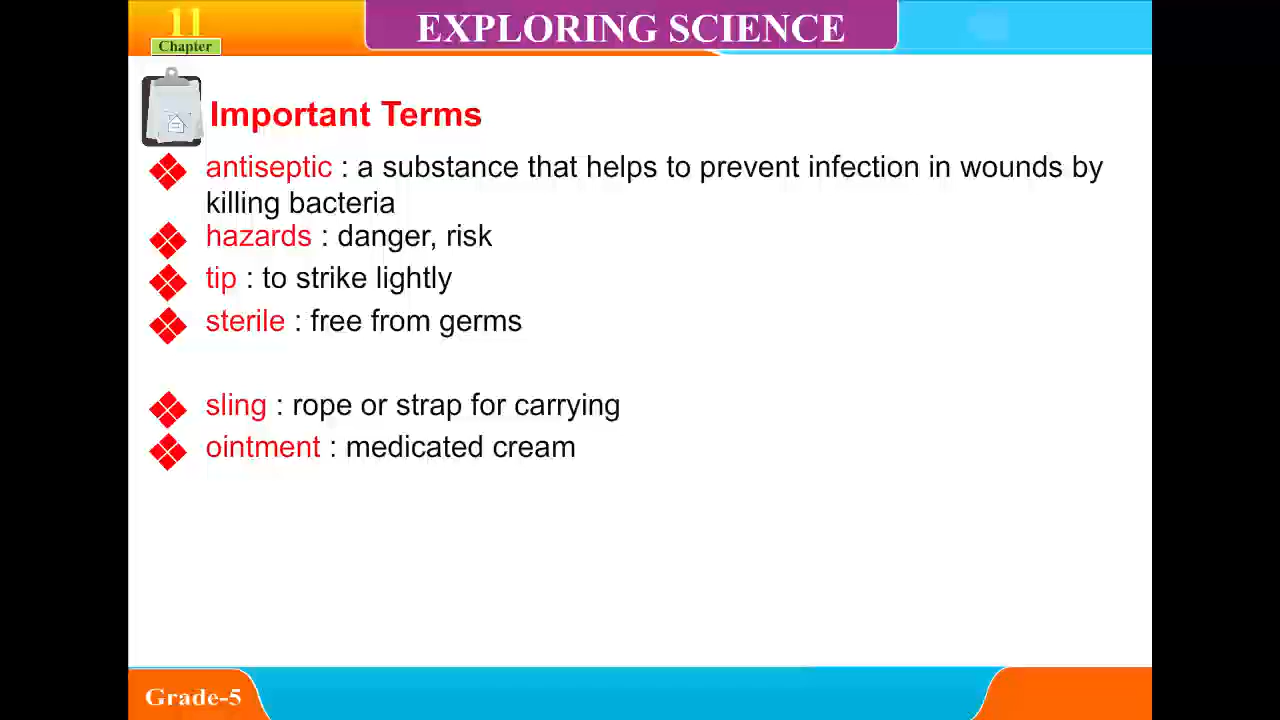 11
Chapter
EXPLORING SCIENCE
Important Terms
antiseptic : a substance that helps to prevent infection in wounds by
killing bacteria
hazards : danger, risk
tip : to strike lightly
sterile : free from germs
sling : rope or strap for carrying
ointment : medicated cream
Grade-5